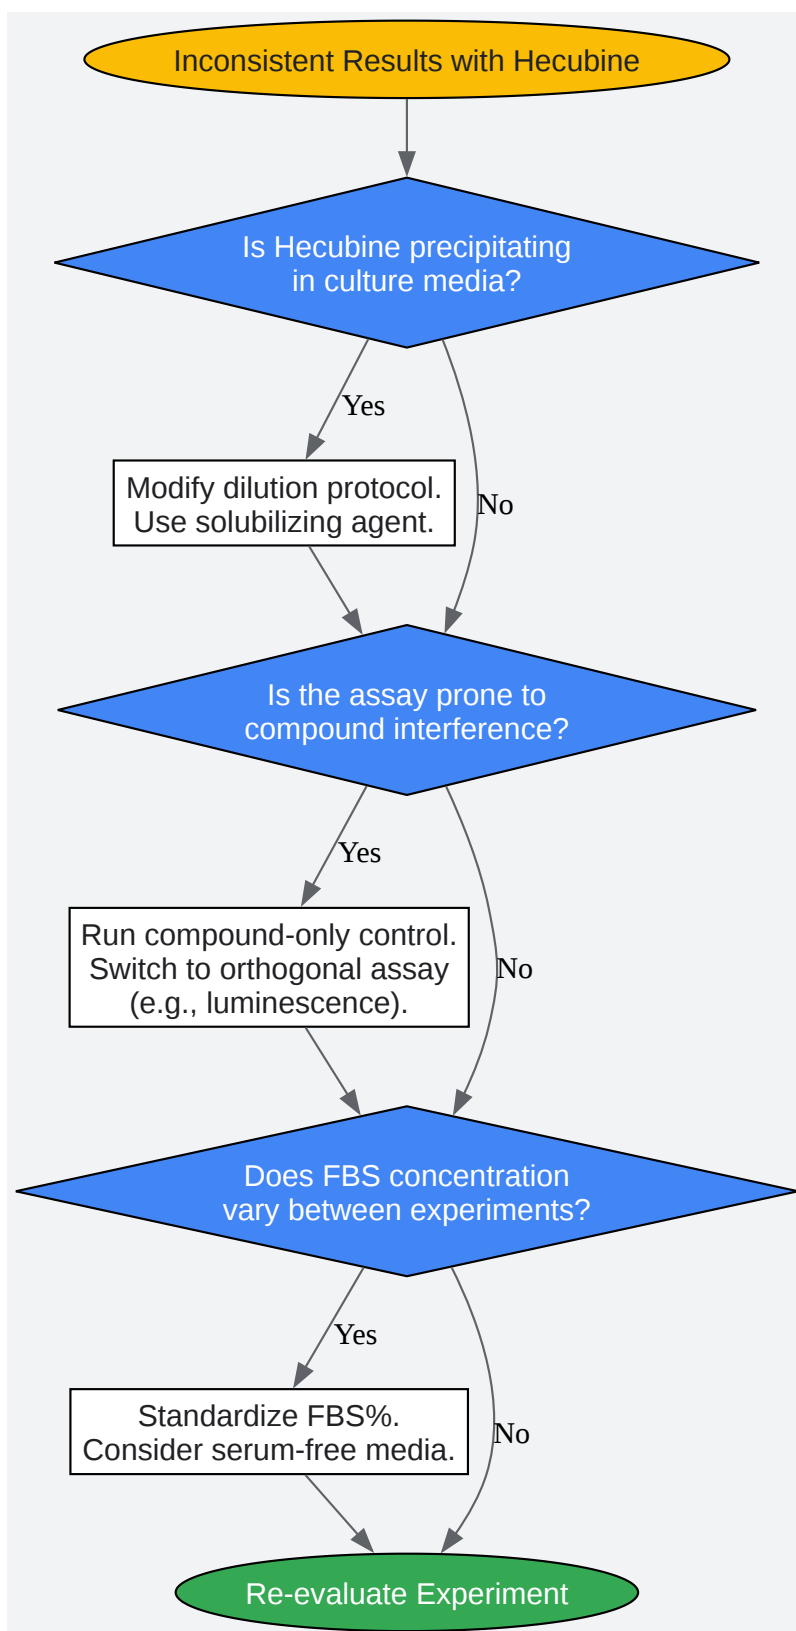 Inconsistent Results with Hecubine
Is Hecubine precipitating
in culture media?
Yes
Modify dilution protocol.
Use solubilizing agent.
No
Is the assay prone to
compound interference?
Yes
Run compound-only control.
Switch to orthogonal assay
(e.g., luminescence).
No
Does FBS concentration
vary between experiments?
Yes
Standardize FBS%.
Consider serum-free media.
No
Re-evaluate Experiment